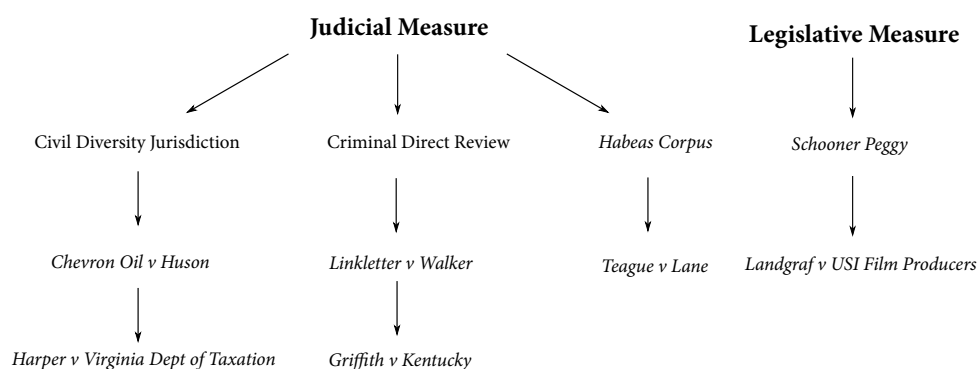 Judicial Measure
Legislative Measure
Civil Diversity Jurisdiction
Criminal Direct Review
Habeas Corpus
Schooner Peggy
Chevron Oil v Huson
Linkletter v Walker
Teague v Lane
Landgraf v USI Film Producers
Harper v Virginia Dept of Taxation
Griffith v Kentucky